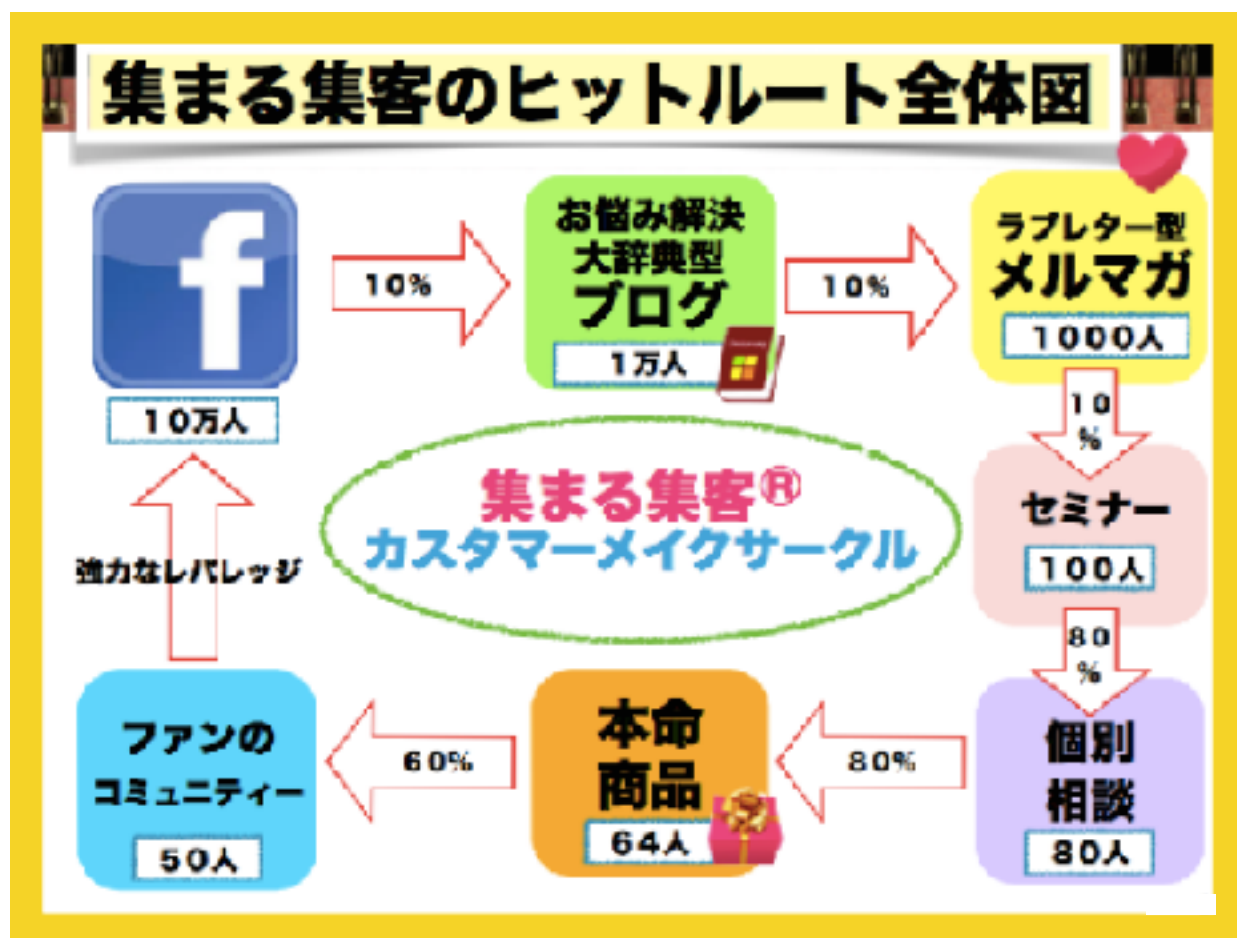 集まる集客のヒットルート全体図
f
10万人
10%
お悩み解決
大辞典型
ブログ
1万人
10%
ラブレター型
メルマガ
1000人
10
%
セミナー
100人
80
%
個別
相談
80人
80%
本命
商品
64人
60%
ファンの
コミュニティー
50人
強力なレバレッジ
集まる集客®
カスタマーメイクサークル